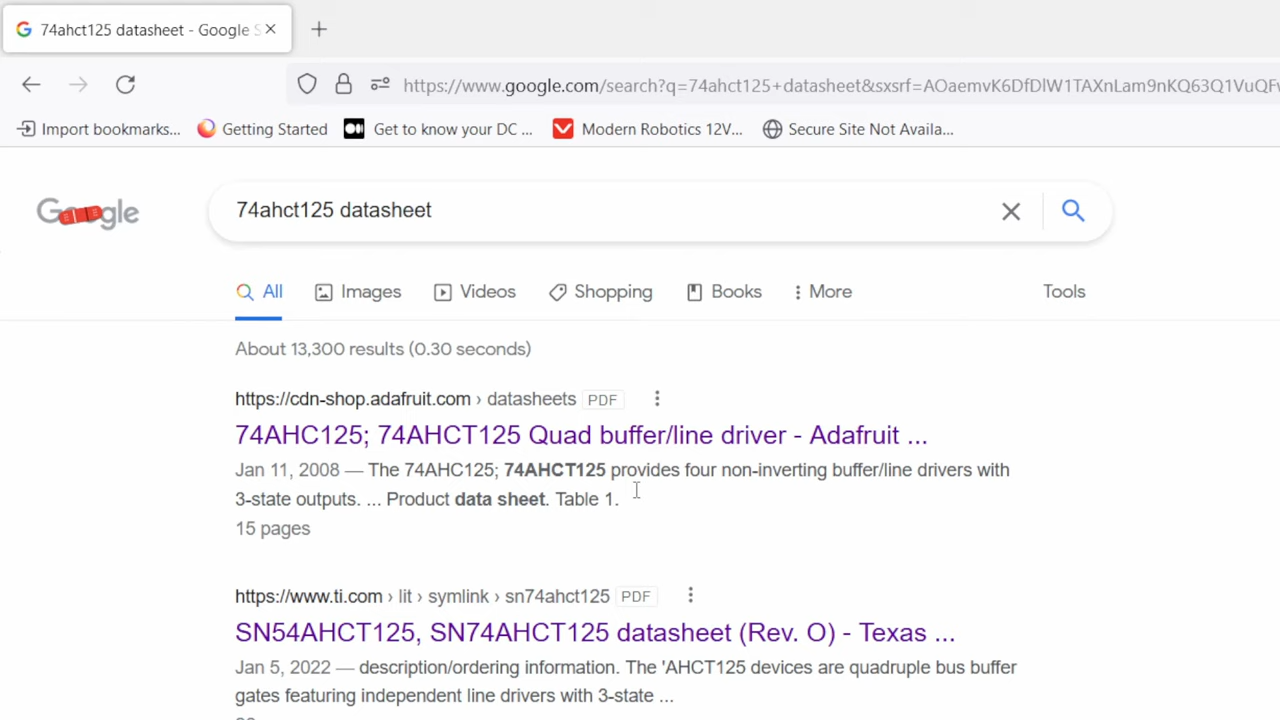 74ahct125 datasheet - Google S
https://www.google.com/search?q=74ahct125+datasheet&sxsrf=AOaemvK6DfDlW1TAXnLam9nKQ63Q1VuQFv
Import bookmarks... Getting Started Get to know your DC ... Modern Robotics 12V... Secure Site Not Availa...
Google
74ahct125 datasheet
All Images Videos Shopping Books More Tools
About 13,300 results (0.30 seconds)
https://cdn-shop.adafruit.com › datasheets PDF
74AHC125; 74AHCT125 Quad buffer/line driver - Adafruit ...
Jan 11, 2008 — The 74AHC125; 74AHCT125 provides four non-inverting buffer/line drivers with
3-state outputs. ... Product data sheet. Table 1.
15 pages
https://www.ti.com › lit › symlink › sn74ahct125 PDF
SN54AHCT125, SN74AHCT125 datasheet (Rev. O) - Texas ...
Jan 5, 2022 — description/ordering information. The 'AHCT125 devices are quadruple bus buffer
gates featuring independent line drivers with 3-state ...